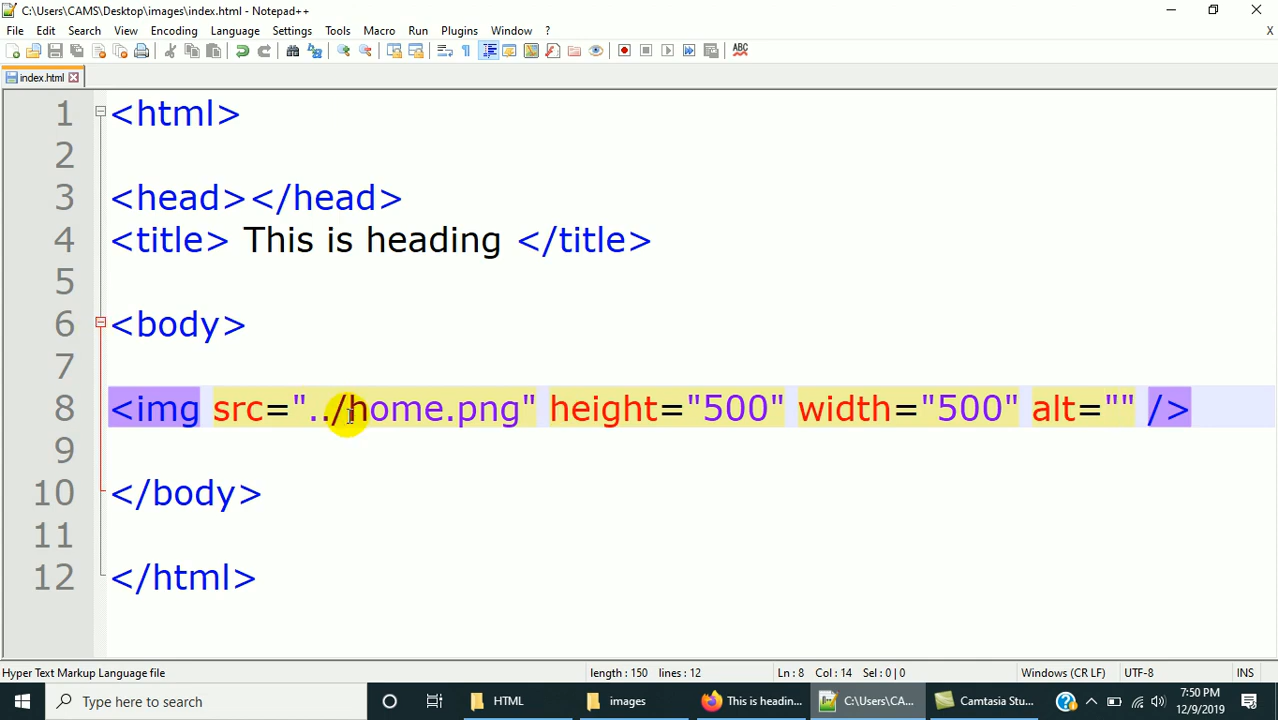 C:\Users\CAMS\Desktop\images\index.html - Notepad++
File Edit Search View Encoding Language Settings Tools Macro Run Plugins Window ? X
ABC
index.html
1 <html>
2
3 <head></head>
4 <title> This is heading </title>
5
6 <body>
7
8 <img src="../home.png" height="500" width="500" alt="" />
9
10 </body>
11
12 </html>
Hyper Text Markup Language file length : 150 lines : 12 Ln : 8 Col : 14 Sel : 0 | 0 Windows (CR LF) UTF-8 INS
Type here to search HTML images This is headin... C:\Users\CA... Camtasia Stu... 7:50 PM
12/9/2019